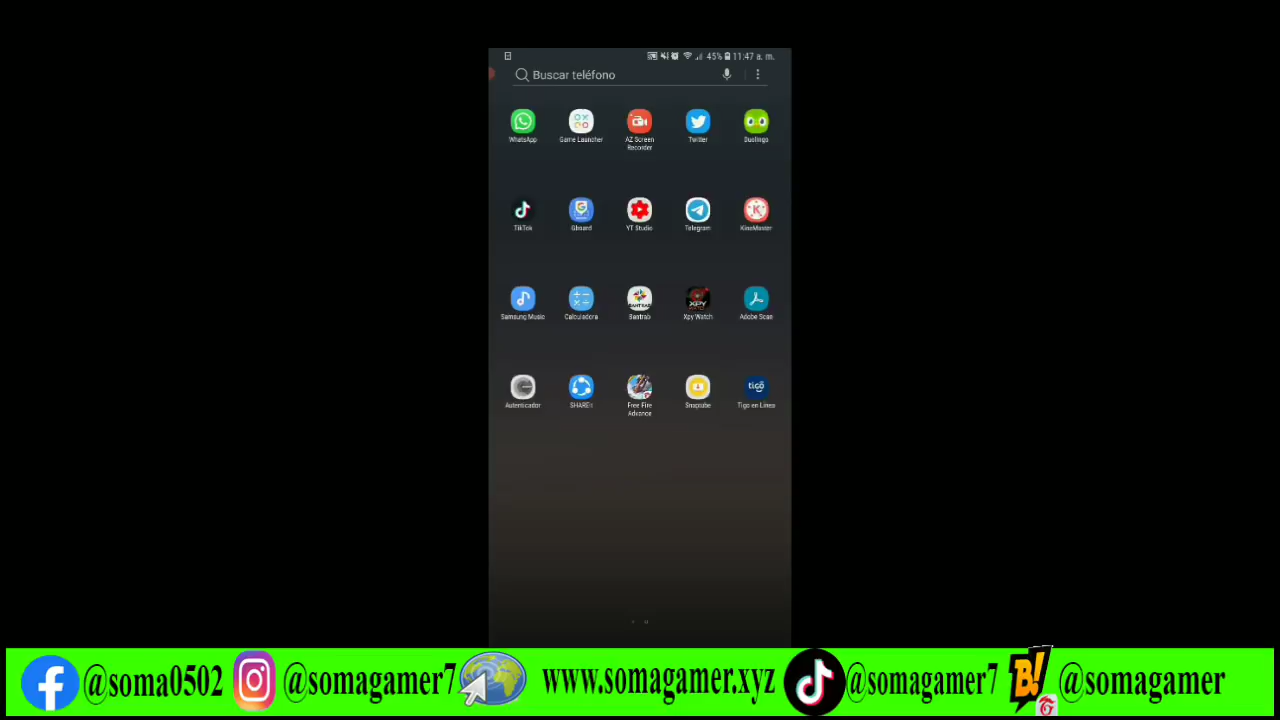 45% 11:47 a. m.
Buscar teléfono
WhatsApp
Game Launcher
AZ Screen Recorder
Twitter
Duolingo
TikTok
Gboard
YT Studio
Telegram
KineMaster
Samsung Music
Calculadora
Bantrab
Xpy Watch
Adobe Scan
Autenticador
SHAREit
Free Fire Advance
Snaptube
tigo
Tigo en Línea
@soma0502 @somagamer7 www.somagamer.xyz @somagamer7 B! @somagamer